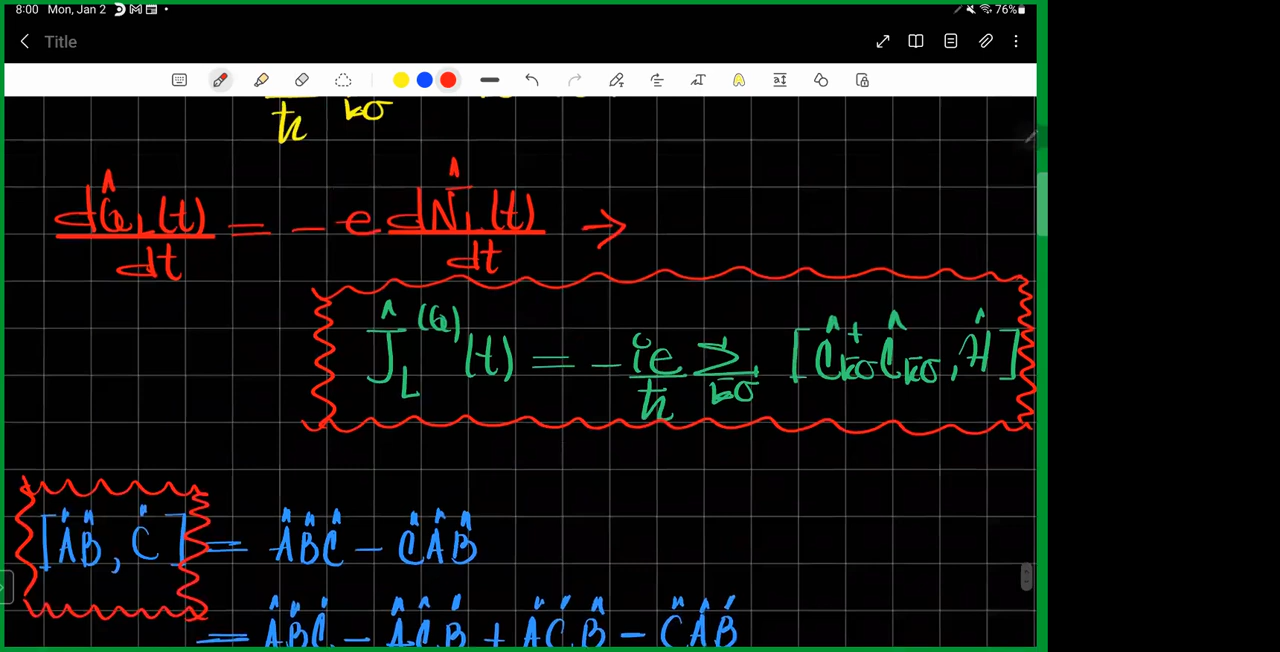 8:00 Mon, Jan 2 76%
Title
ħ kσ
dQ̂_L(t)/dt = -e dN̂_L(t)/dt →
Ĵ_L^(Q)(t) = -ie/ħ Σ_kσ [Ĉ†_kσ Ĉ_kσ, Ĥ]
[ÂB̂, Ĉ] = ÂB̂Ĉ - ĈÂB̂
= ÂB̂Ĉ - ÂĈB̂ + ÂĈB̂ - ĈÂB̂